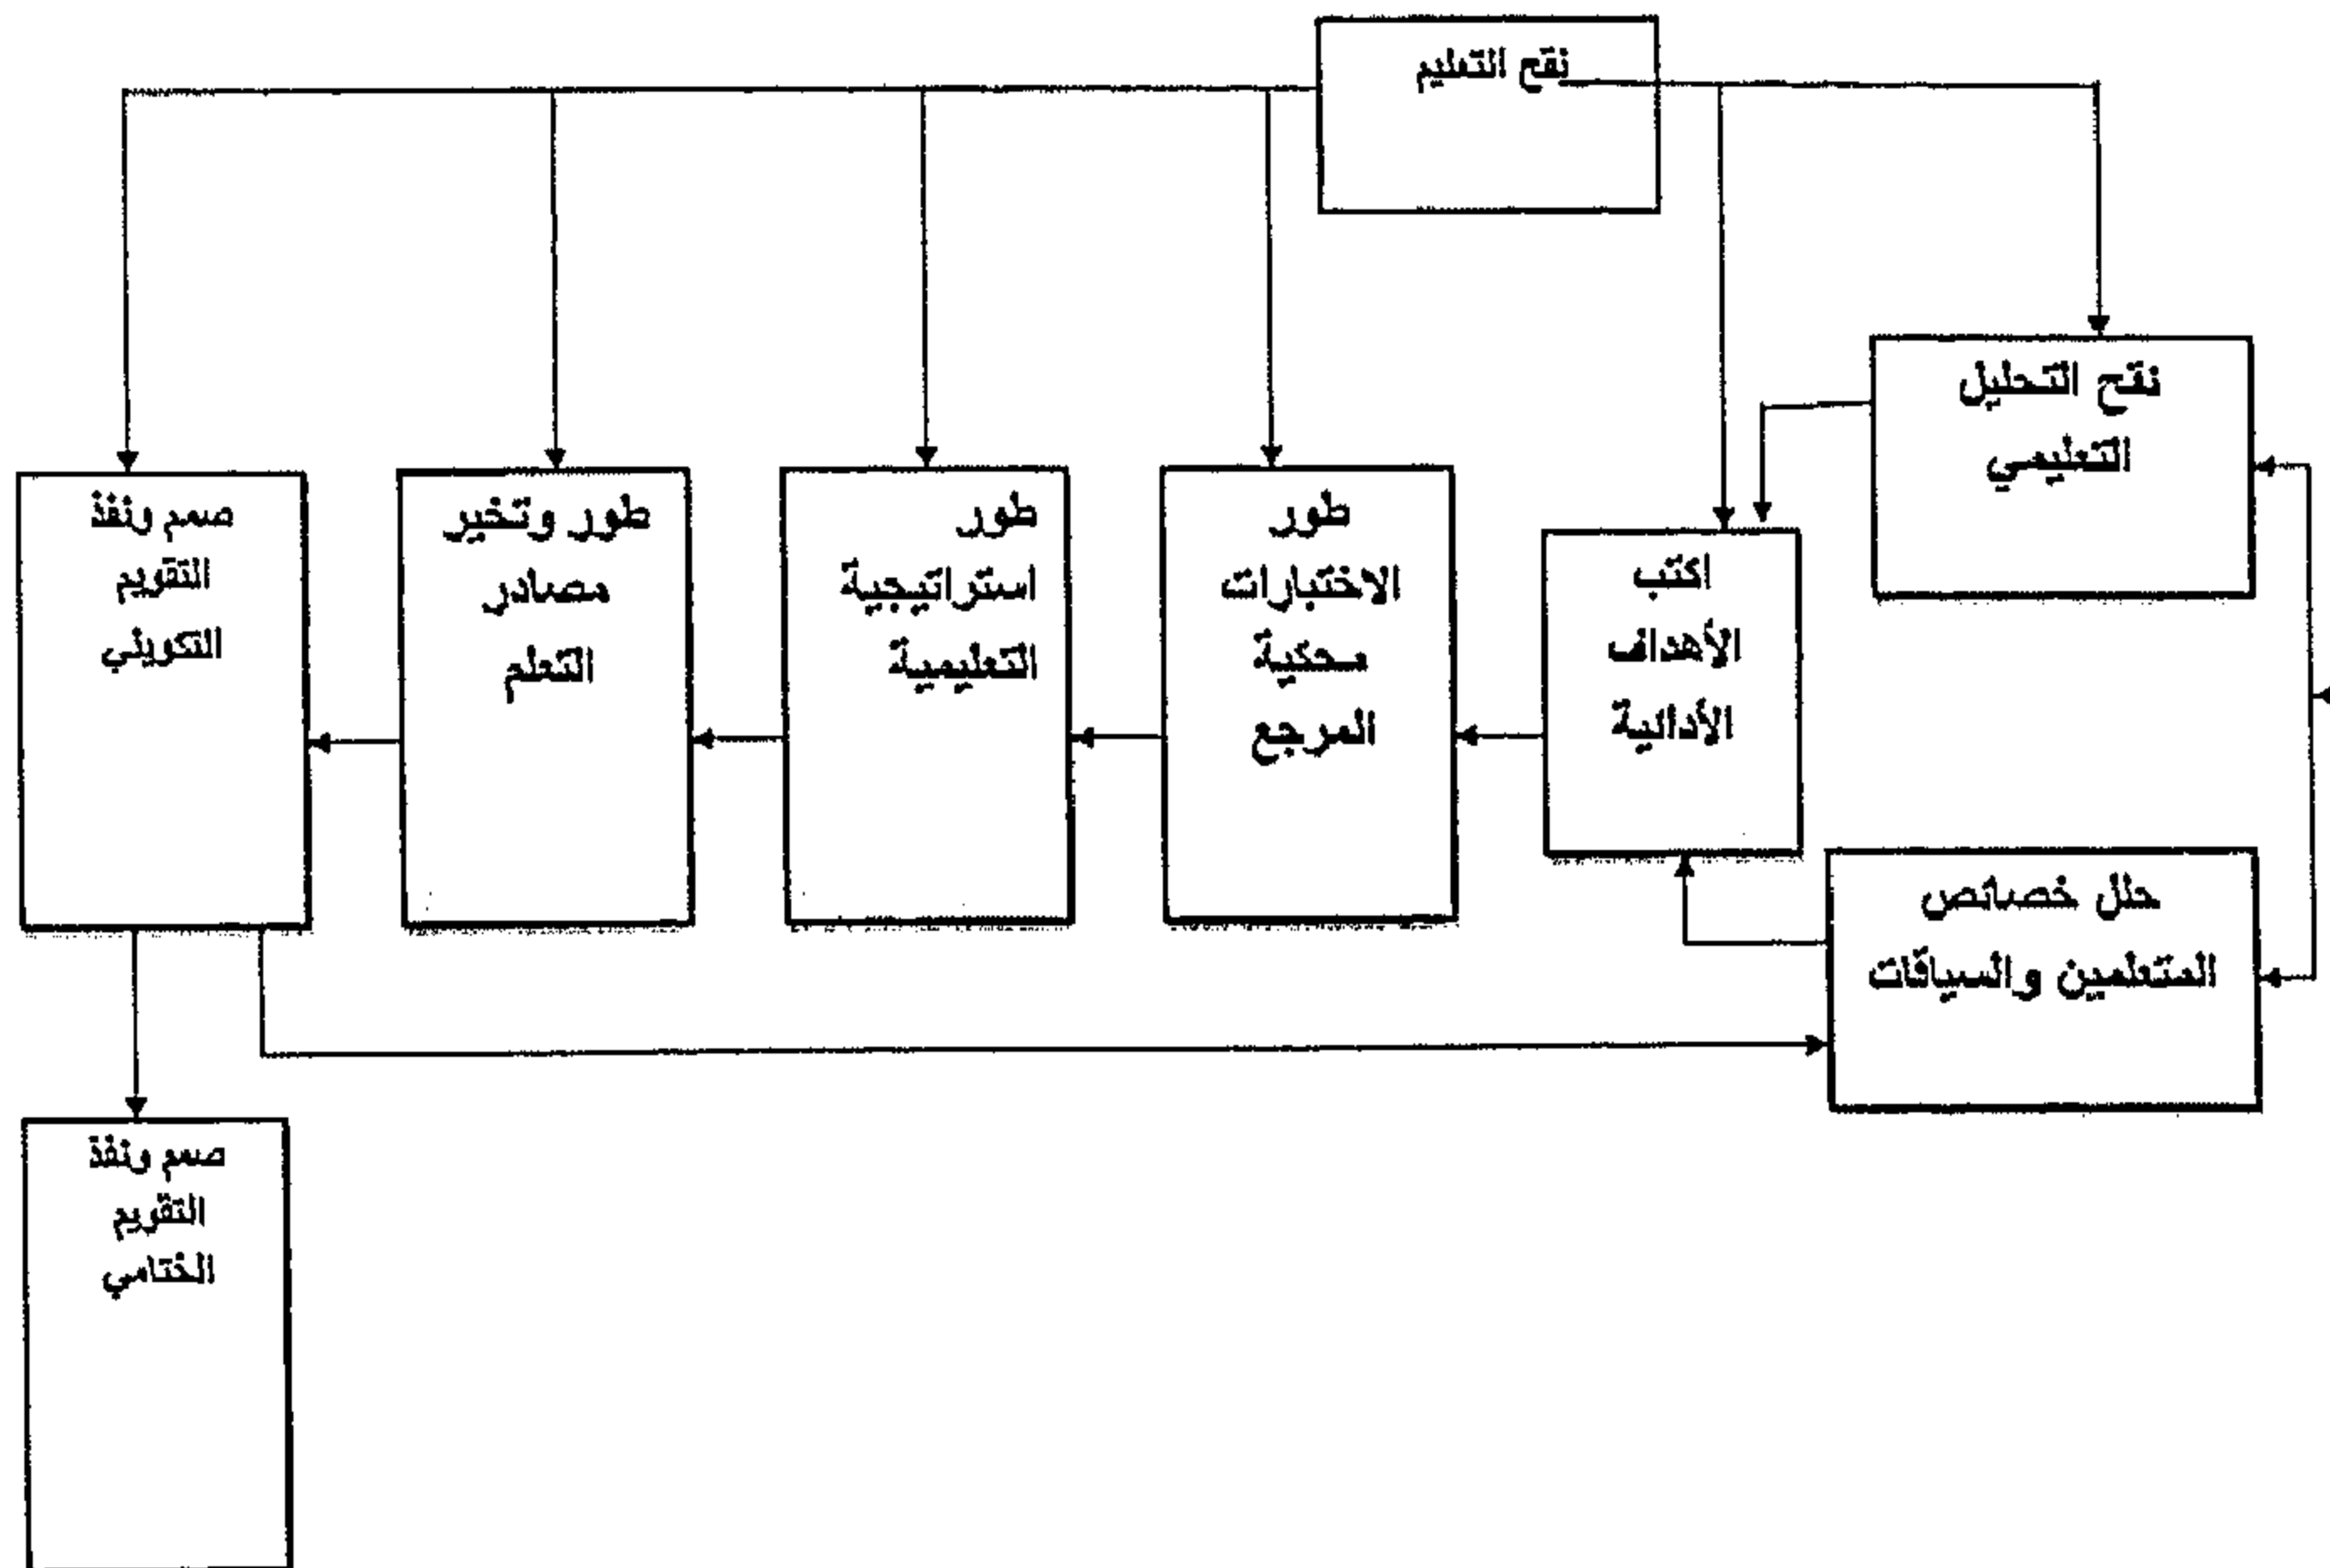 نقح التعليم
نقح التحليل
التعليمي
اكتب
الأهداف
الأدائية
حلل خصائص
المتعلمين والسياقات
طور
الاختبارات
محكية
المرجع
طور
استراتيجية
التعليمية
طور وتخير
مصادر
التعلم
صمم ونفذ
التقويم
التكويني
صمم ونفذ
التقويم
الختامي